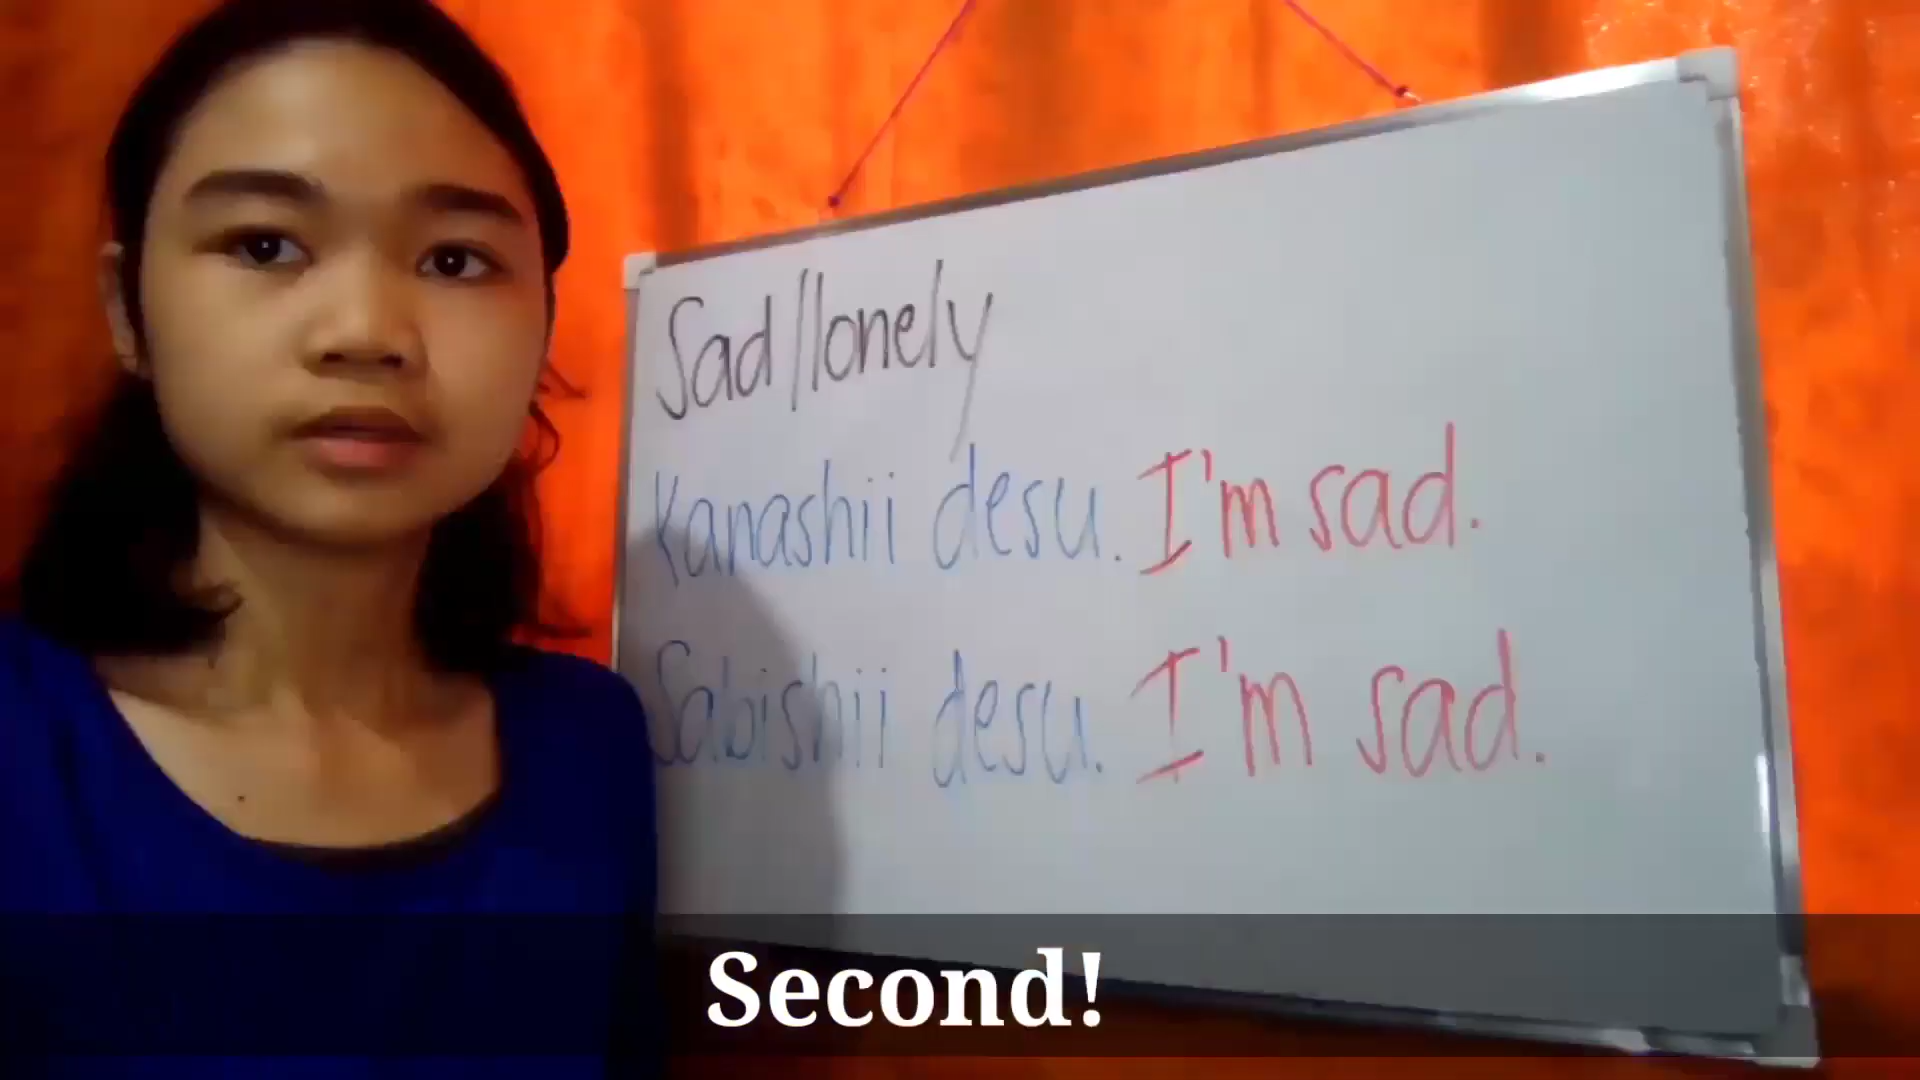 Sad/lonely
Kanashii desu. I'm sad.
Sabishii desu. I'm sad.
Second!